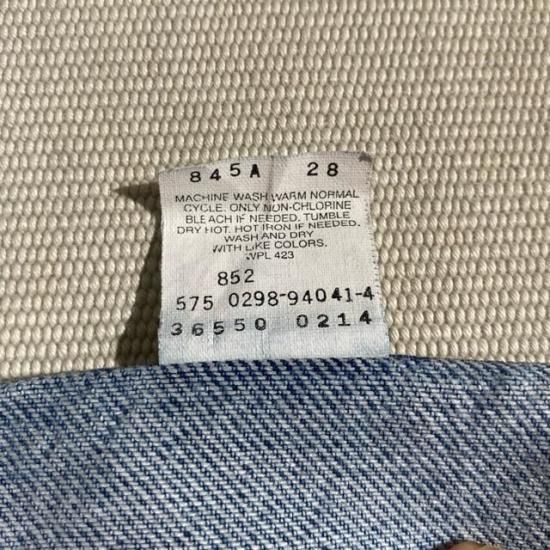 845A 28
MACHINE WASH WARM NORMAL
CYCLE. ONLY NON-CHLORINE
BLEACH IF NEEDED. TUMBLE
DRY HOT. HOT IRON IF NEEDED.
WASH AND DRY
WITH LIKE COLORS.
WPL 423
852
575 0298-94041-4
36550 0214